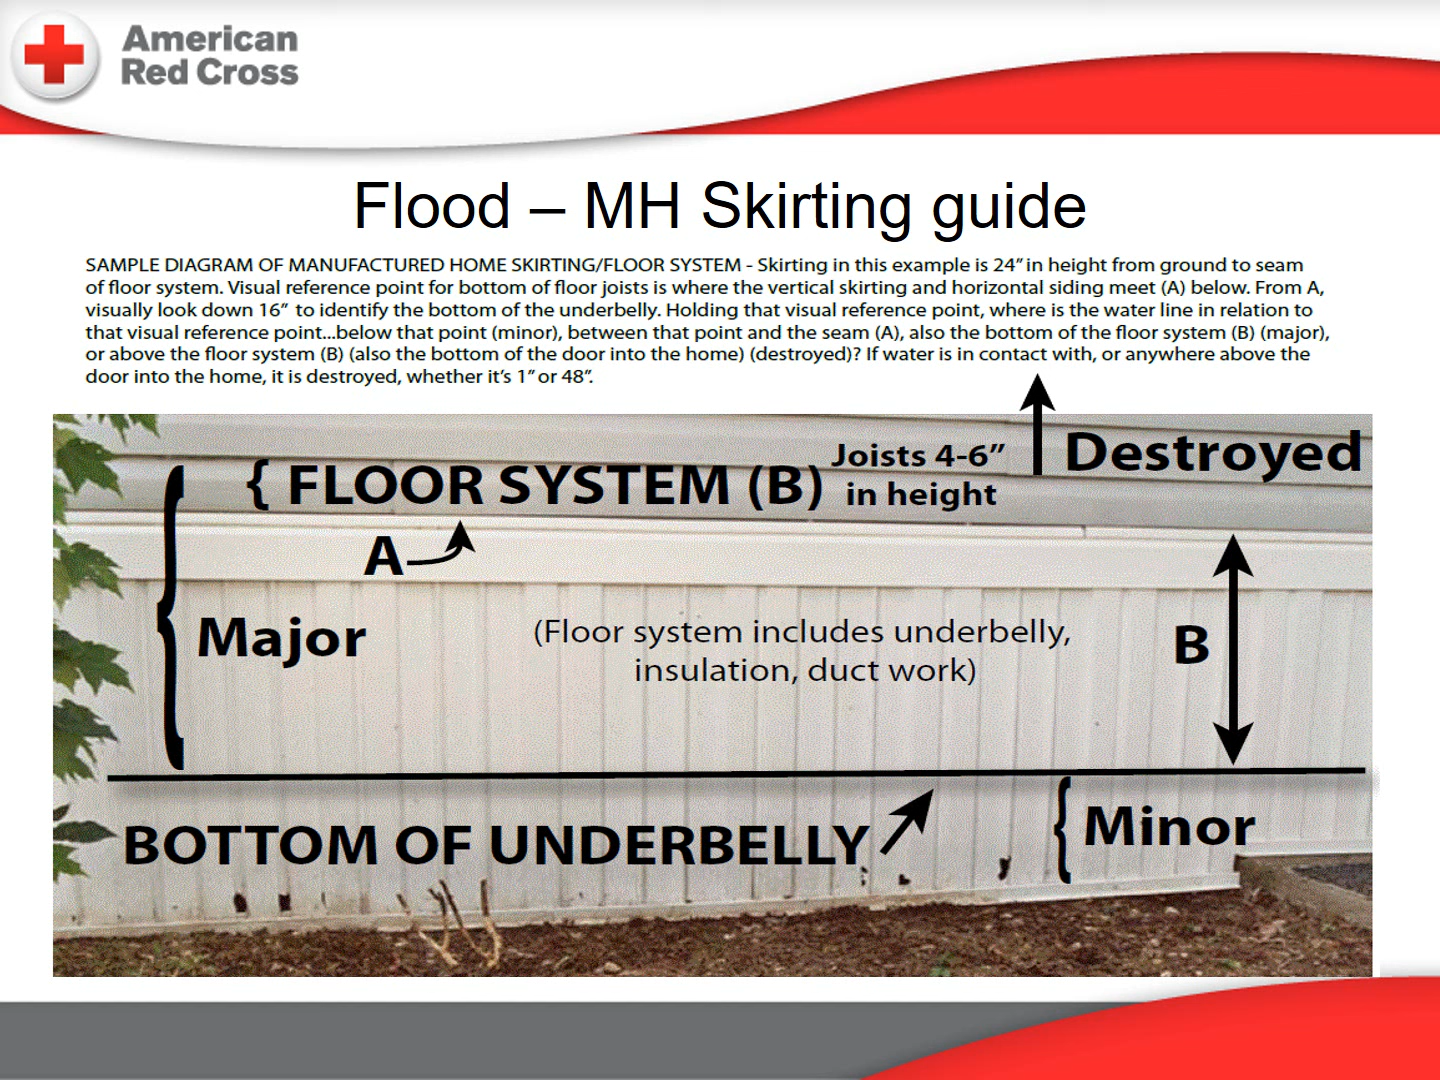 American
Red Cross
Flood – MH Skirting guide
SAMPLE DIAGRAM OF MANUFACTURED HOME SKIRTING/FLOOR SYSTEM - Skirting in this example is 24” in height from ground to seam
of floor system. Visual reference point for bottom of floor joists is where the vertical skirting and horizontal siding meet (A) below. From A,
visually look down 16” to identify the bottom of the underbelly. Holding that visual reference point, where is the water line in relation to
that visual reference point...below that point (minor), between that point and the seam (A), also the bottom of the floor system (B) (major),
or above the floor system (B) (also the bottom of the door into the home) (destroyed)? If water is in contact with, or anywhere above the
door into the home, it is destroyed, whether it’s 1” or 48”.
{ FLOOR SYSTEM (B)
Joists 4-6”
in height
Destroyed
A
Major
(Floor system includes underbelly,
insulation, duct work)
B
BOTTOM OF UNDERBELLY
{ Minor